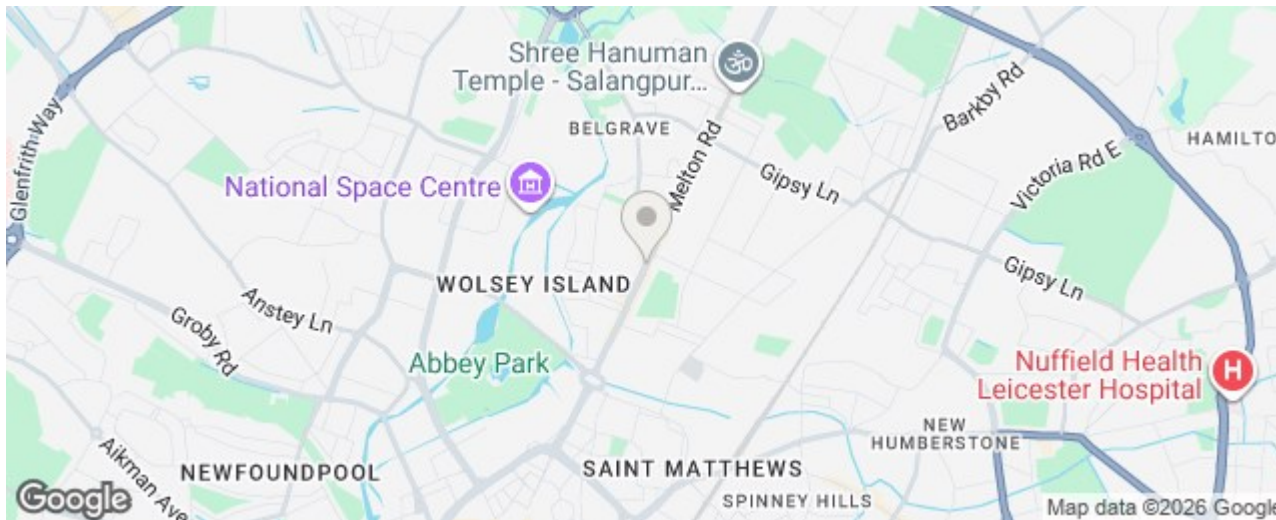 Shree Hanuman
Temple - Salangpur...
BELGRAVE
Barkby Rd
HAMILTO
Glenfrith Way
National Space Centre
Melton Rd
Gipsy Ln
Victoria Rd E
WOLSEY ISLAND
Gipsy Ln
Anstey Ln
Groby Rd
Abbey Park
Nuffield Health
Leicester Hospital
H
NEW
HUMBERSTONE
Aikman Ave
NEWFOUNDPOOL
SAINT MATTHEWS
SPINNEY HILLS
Google
Map data ©2026 Google